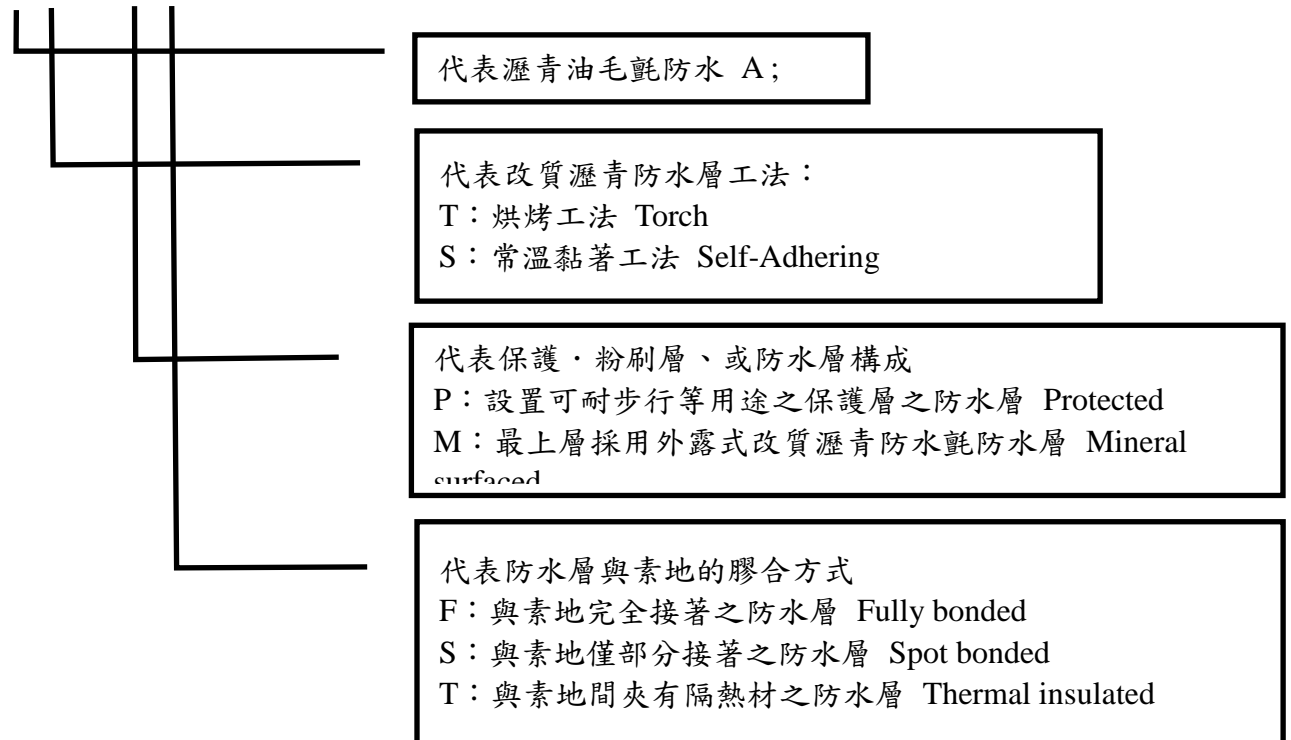 代表瀝青油毛氈防水 A；
代表改質瀝青防水層工法：
T：烘烤工法 Torch
S：常溫黏著工法 Self-Adhering
代表保護．粉刷層、或防水層構成
P：設置可耐步行等用途之保護層之防水層 Protected
M：最上層採用外露式改質瀝青防水氈防水層 Mineral
surfaced
代表防水層與素地的膠合方式
F：與素地完全接著之防水層 Fully bonded
S：與素地僅部分接著之防水層 Spot bonded
T：與素地間夾有隔熱材之防水層 Thermal insulated